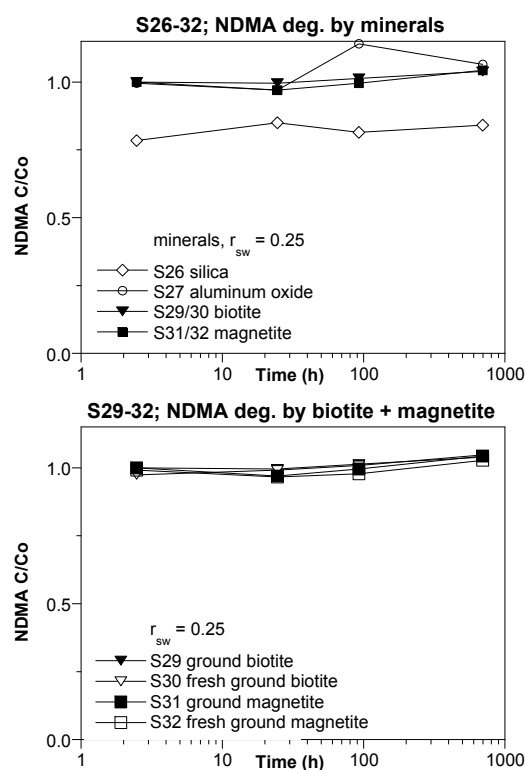 S26-32; NDMA deg. by minerals
NDMA C/Co
1.0
0.5
0.0
minerals, rsw = 0.25
S26 silica
S27 aluminum oxide
S29/30 biotite
S31/32 magnetite
1 10 100 1000
Time (h)
S29-32; NDMA deg. by biotite + magnetite
NDMA C/Co
1.0
0.5
0.0
rsw = 0.25
S29 ground biotite
S30 fresh ground biotite
S31 ground magnetite
S32 fresh ground magnetite
1 10 100 1000
Time (h)